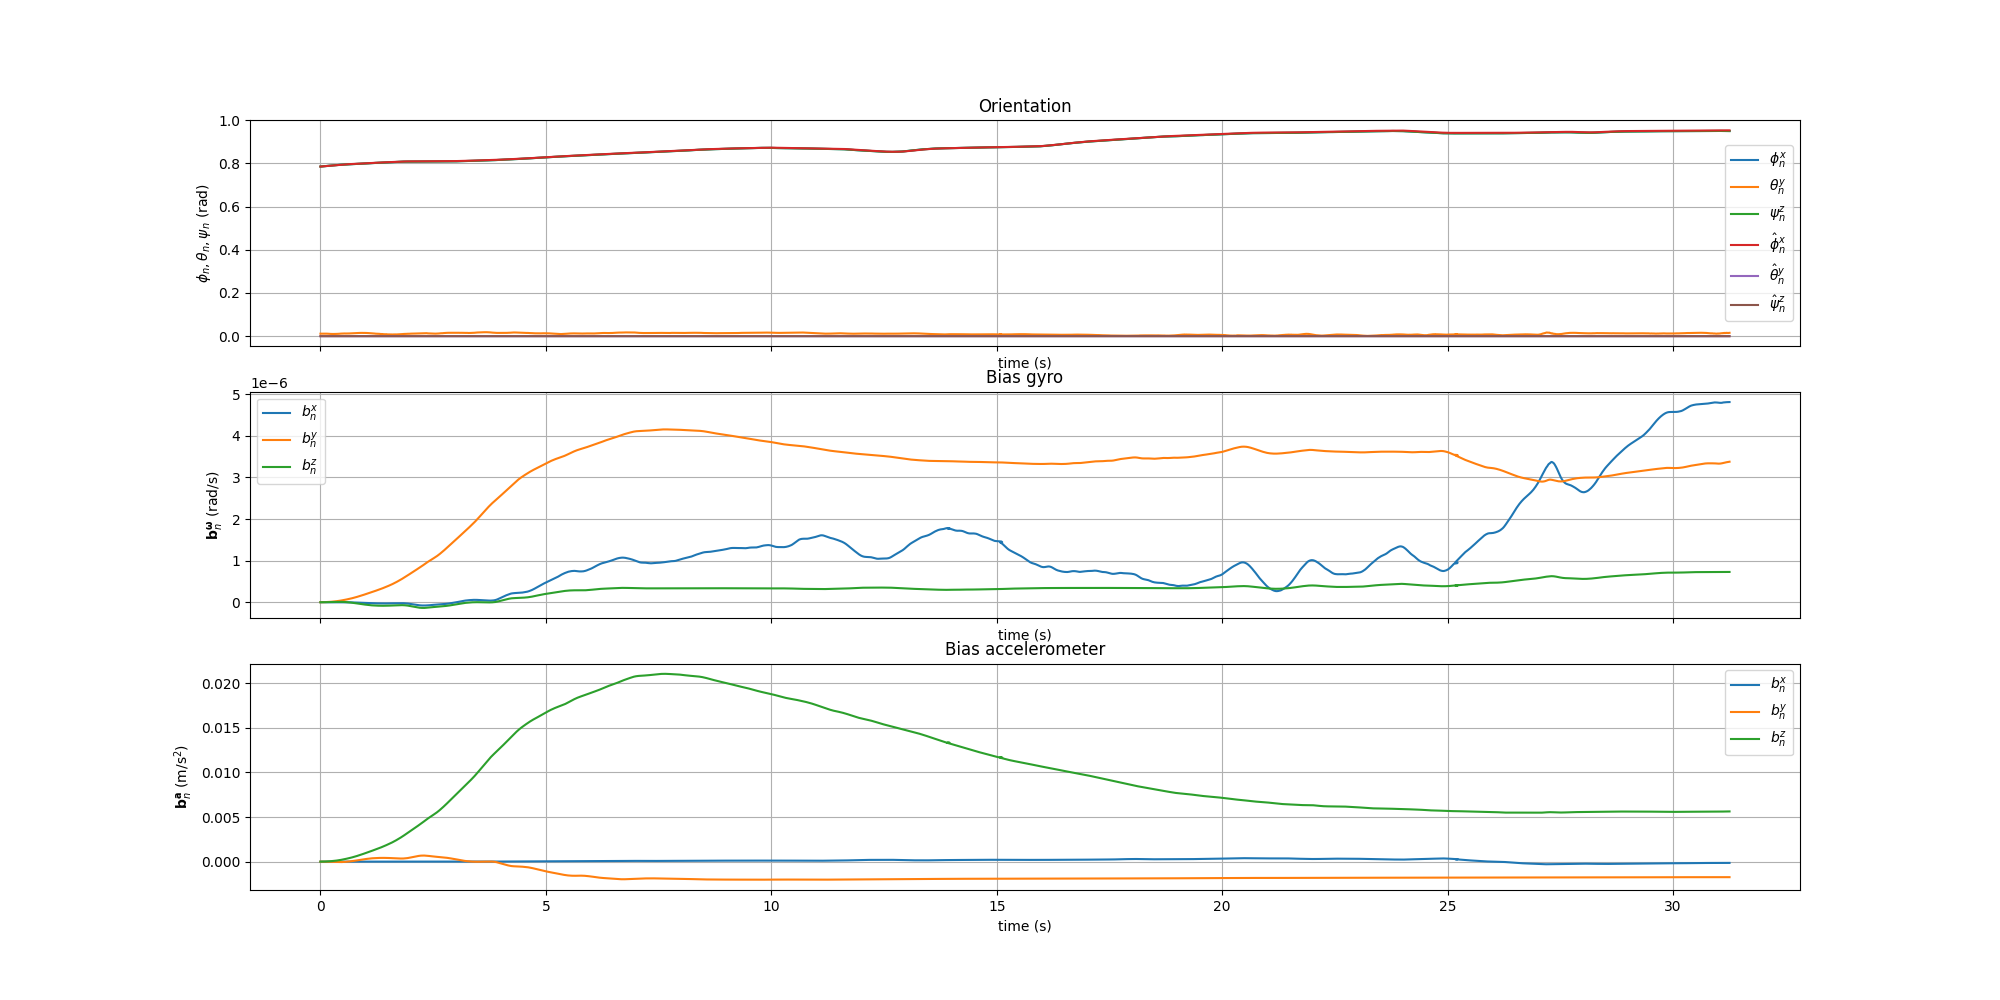 Orientation
1.0
0.8
0.6
0.4
0.2
0.0
ϕₙ, θₙ, ψₙ (rad)
ϕₙˣ
θₙʸ
ψₙᶻ
ϕ̂ₙˣ
θ̂ₙʸ
ψ̂ₙᶻ
time (s)
Bias gyro
1e−6
5
4
3
2
1
0
𝐛ₙ^𝛚 (rad/s)
bₙˣ
bₙʸ
bₙᶻ
time (s)
Bias accelerometer
0.020
0.015
0.010
0.005
0.000
𝐛ₙ^𝐚 (m/s²)
bₙˣ
bₙʸ
bₙᶻ
0 5 10 15 20 25 30
time (s)